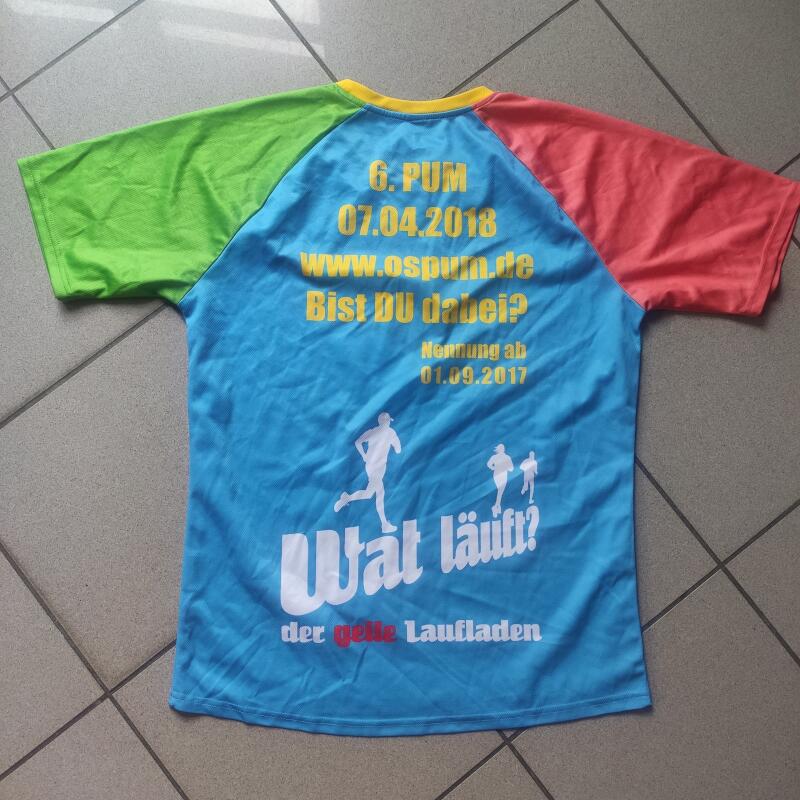 6. PUM
07.04.2018
www.ospum.de
Bist DU dabei?
Nennung ab
01.09.2017
Wat läuft?
der geile Laufladen